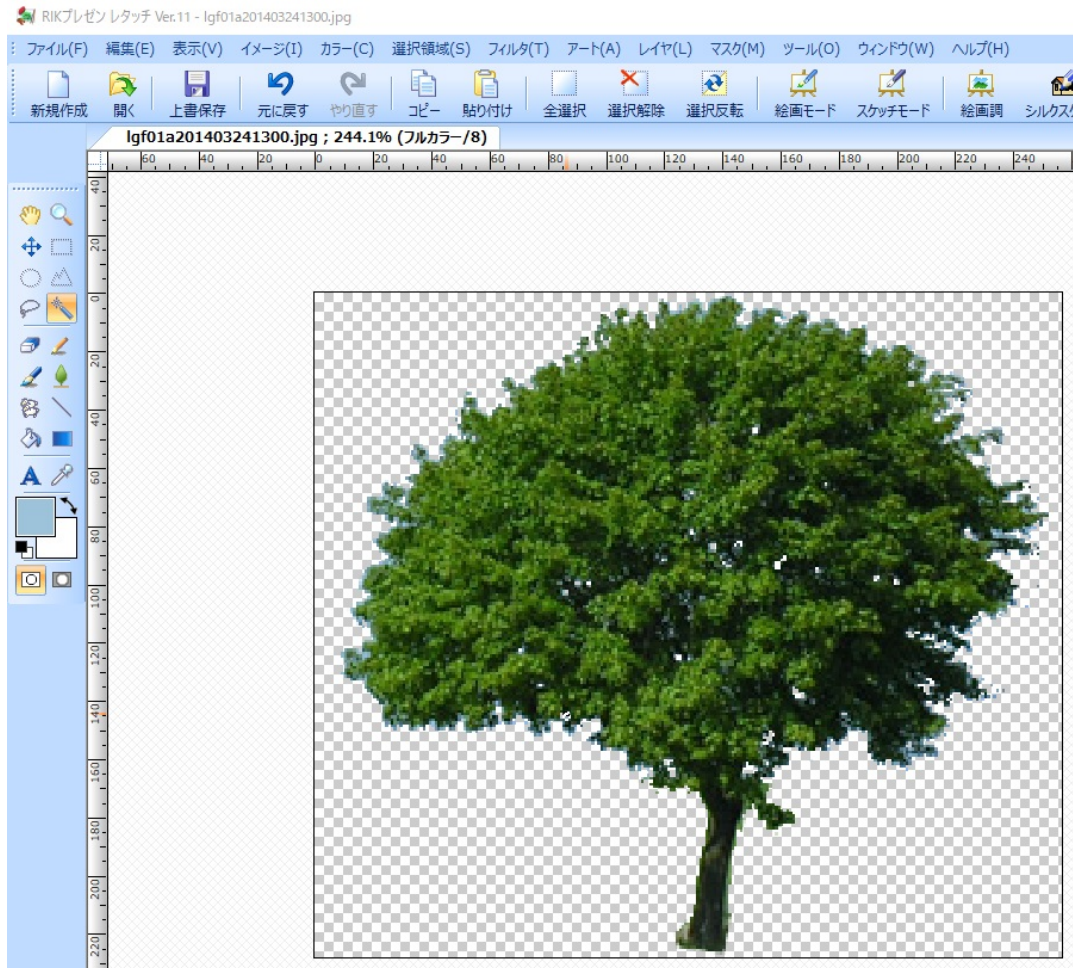 RIKプレゼン レタッチ Ver.11 - lgf01a201403241300.jpg
ファイル(F) 編集(E) 表示(V) イメージ(I) カラー(C) 選択領域(S) フィルタ(T) アート(A) レイヤ(L) マスク(M) ツール(O) ウィンドウ(W) ヘルプ(H)
新規作成 開く 上書保存 元に戻す やり直す コピー 貼り付け 全選択 選択解除 選択反転 絵画モード スケッチモード 絵画調 シルクス
lgf01a201403241300.jpg ; 244.1% (フルカラー/8)
60 40 20 0 20 40 60 80 100 120 140 160 180 200 220 240
40
20
0
20
40
60
80
100
120
140
160
180
200
220
A